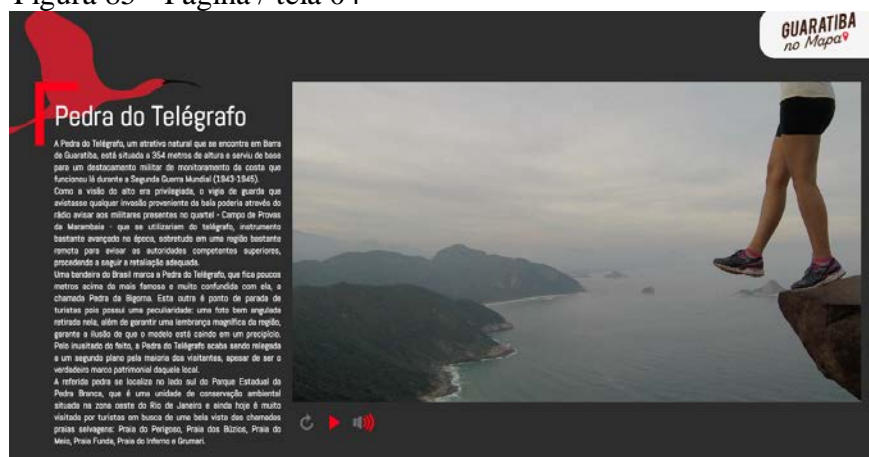 Figura 83 - Página / tela 04
GUARATIBA
no Mapa
Pedra do Telégrafo
A Pedra do Telégrafo, um atrativo natural que se encontra em Barra
de Guaratiba, está situada a 354 metros de altura e serviu de base
para um destacamento militar de monitoramento da costa que
funcionou lá durante a Segunda Guerra Mundial (1943-1945).
Como a visão do alto era privilegiada, o vigia de guarda que
avistasse qualquer invasão proveniente da baía poderia através do
rádio avisar aos militares presentes no quartel - Campo de Provas
da Marambaia - que se utilizariam do telégrafo, instrumento
bastante avançado na época, sobretudo em uma região bastante
remota para avisar as autoridades competentes superiores,
procedendo a seguir a retaliação adequada.
Uma bandeira do Brasil marca a Pedra do Telégrafo, que fica poucos
metros acima da mais famosa e muito confundida com ela, a
chamada Pedra da Bigorna. Esta outra é ponto de parada de
turistas pois possui uma peculiaridade: uma foto bem angulada
retirada nela, além de garantir uma lembrança magnífica da região,
garante a ilusão de que o modelo está caindo em um precipício.
Pelo inusitado do feito, a Pedra do Telégrafo acaba sendo relegada
a um segundo plano pela maioria dos visitantes, apesar de ser o
verdadeiro marco patrimonial daquele local.
A referida pedra se localiza no lado sul do Parque Estadual da
Pedra Branca, que é uma unidade de conservação ambiental
situada na zona oeste do Rio de Janeiro e ainda hoje é muito
visitada por turistas em busca de uma bela vista das chamadas
praias selvagens: Praia do Perigoso, Praia dos Búzios, Praia do
Meio, Praia Funda, Praia do Inferno e Grumari.